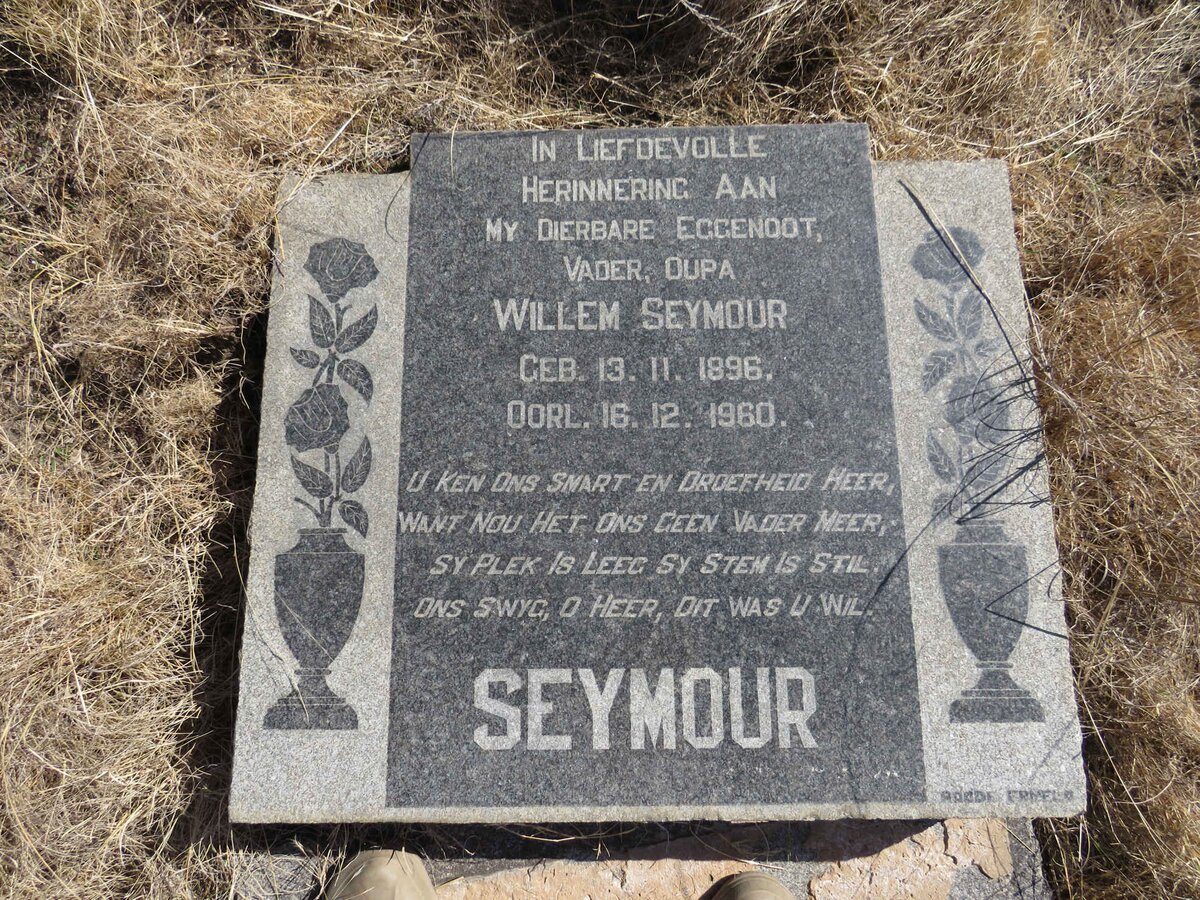 IN LIEFDEVOLLE
HERINNERING AAN
MY DIERBARE EGGENOOT,
VADER, OUPA
WILLEM SEYMOUR
GEB. 13. 11. 1896.
OORL. 16. 12. 1960.
U KEN ONS SMART EN DROEFHEID HEER,
WANT NOU HET ONS GEEN VADER MEER,
SY PLEK IS LEEG SY STEM IS STIL.
ONS SWYG, O HEER, DIT WAS U WIL.
SEYMOUR
ERMELO